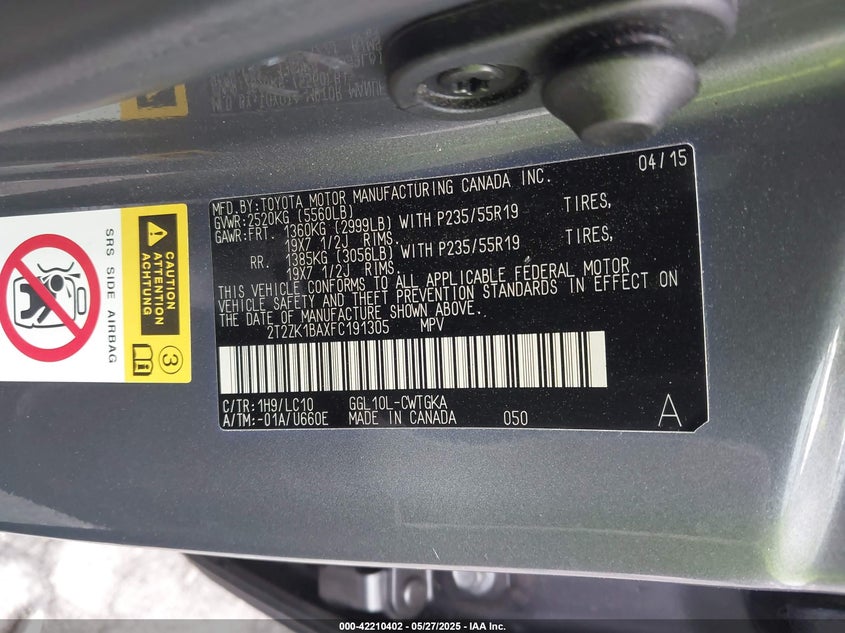 04/15
MFD.BY:TOYOTA MOTOR MANUFACTURING CANADA INC.
GVWR:2520KG (5560LB)
GAWR:FRT. 1360KG (2999LB) WITH P235/55R19 TIRES,
19X7 1/2J RIMS.
RR. 1385KG (3056LB) WITH P235/55R19 TIRES,
19X7 1/2J RIMS.
THIS VEHICLE CONFORMS TO ALL APPLICABLE FEDERAL MOTOR
VEHICLE SAFETY AND THEFT PREVENTION STANDARDS IN EFFECT ON
THE DATE OF MANUFACTURE SHOWN ABOVE.
2T2ZK1BAXFC191305 MPV
C/TR:1H9/LC10 GGL10L-CWTGKA
A/TM:-01A/U660E MADE IN CANADA 050 A
SRS SIDE AIRBAG
CAUTION
ATTENTION
ACHTUNG
3
000-42210402 - 05/27/2025 - IAA Inc.